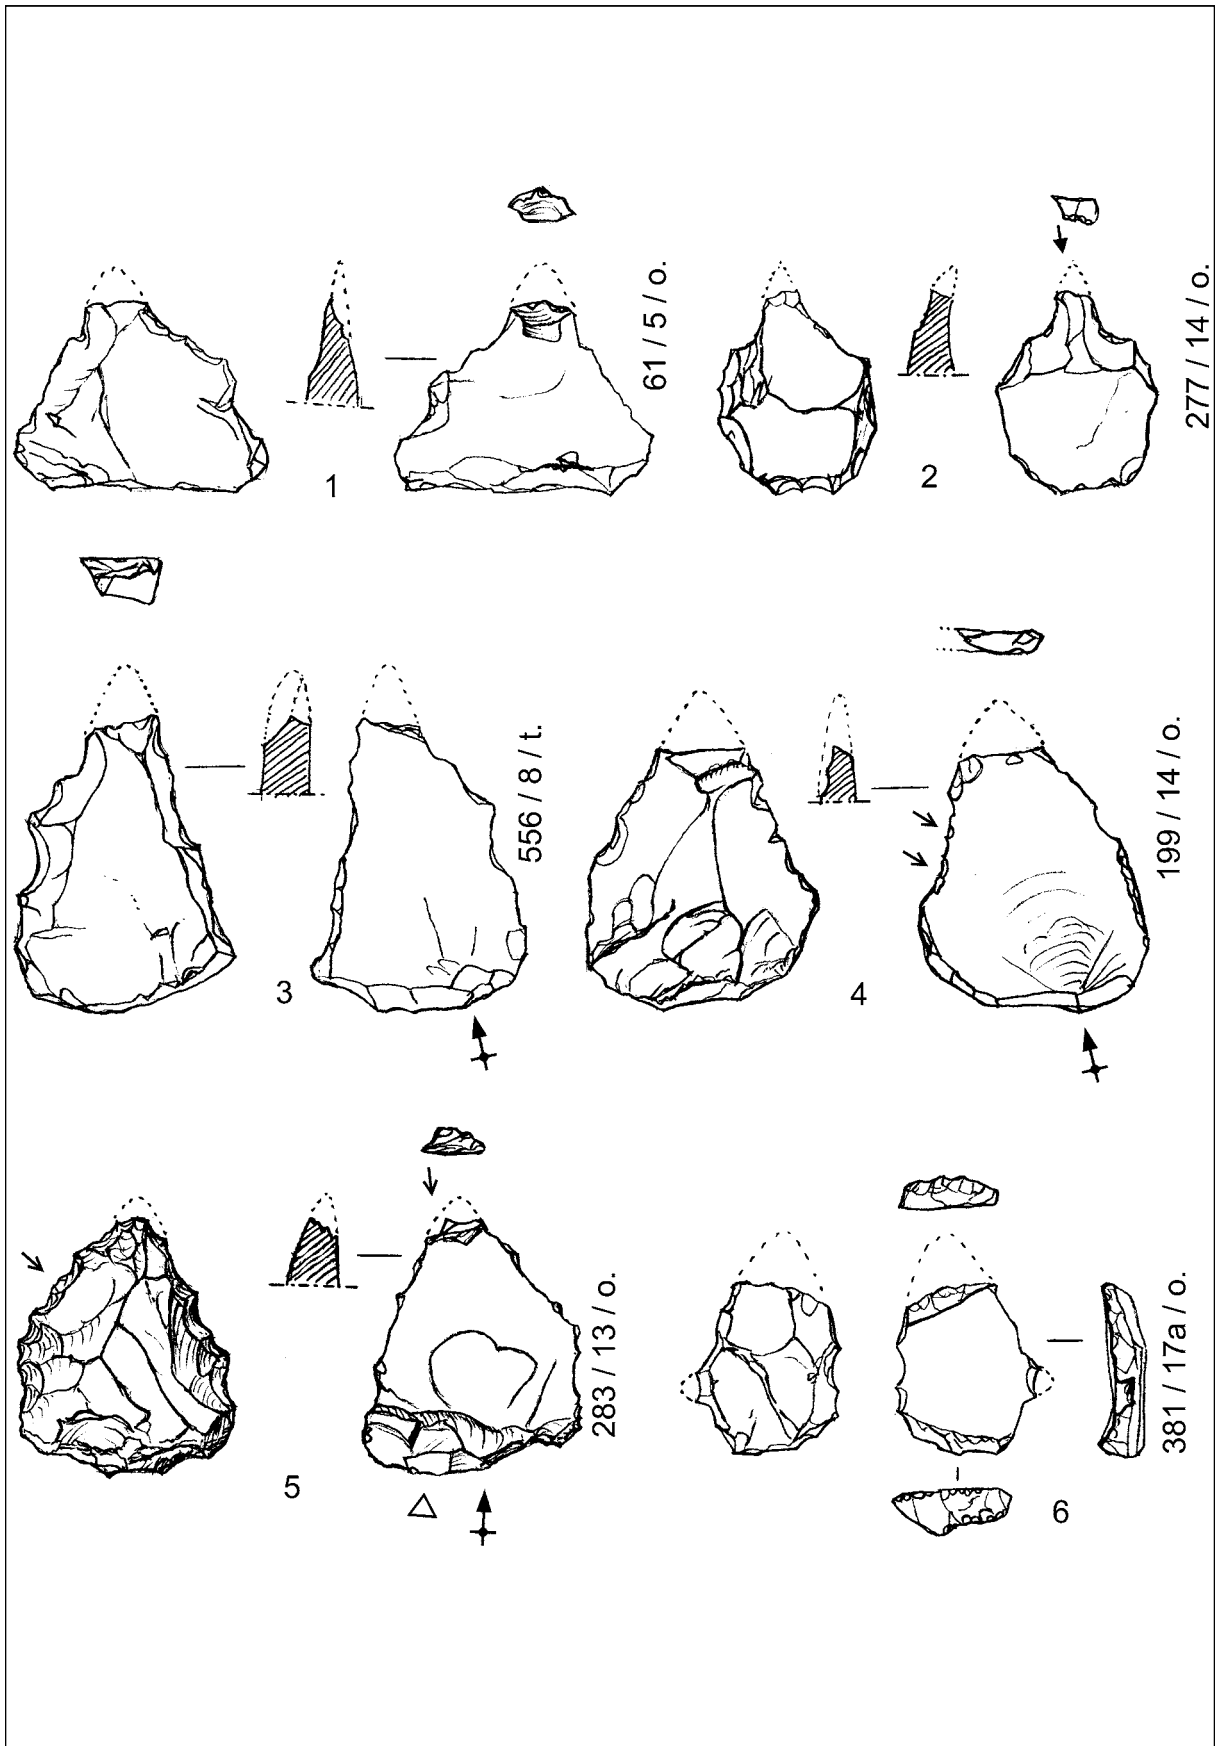 61 / 5 / o.
277 / 14 / o.
1
2
556 / 8 / t.
199 / 14 / o.
3
4
283 / 13 / o.
381 / 17a / o.
5
6